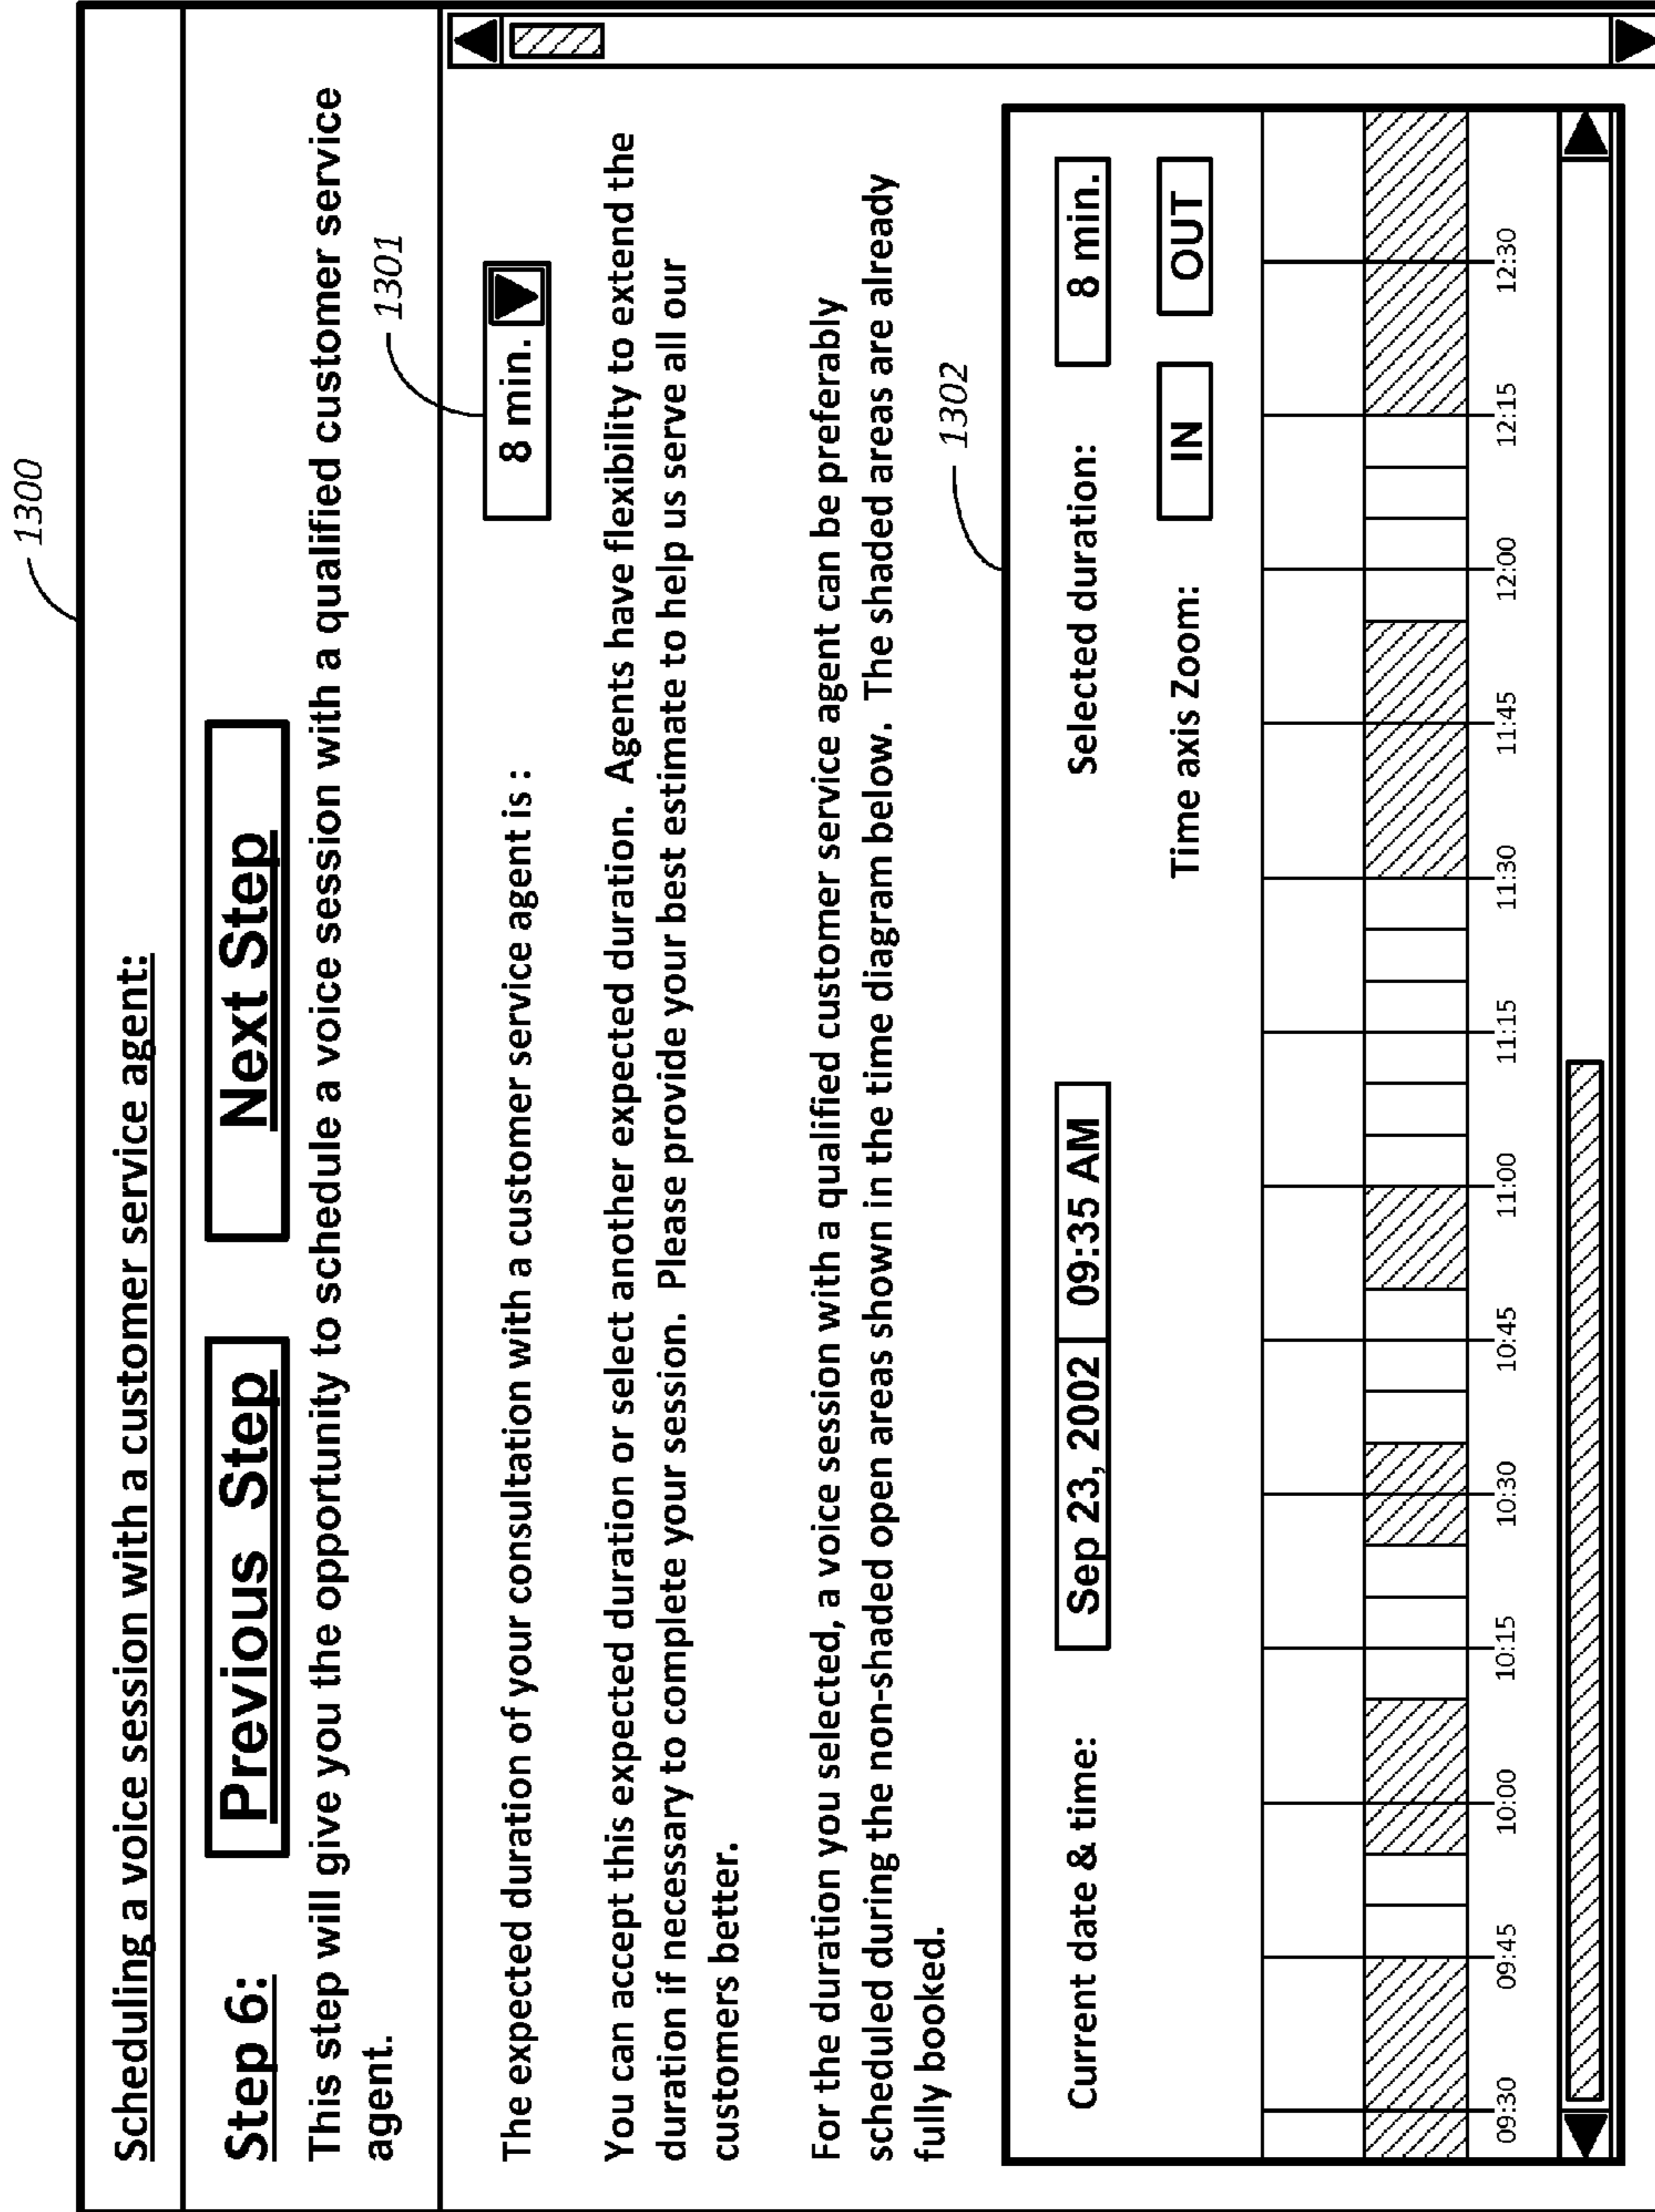 1300
Scheduling a voice session with a customer service agent:
Step 6: Previous Step Next Step
This step will give you the opportunity to schedule a voice session with a qualified customer service
agent.
1301
The expected duration of your consultation with a customer service agent is : 8 min.
You can accept this expected duration or select another expected duration. Agents have flexibility to extend the
duration if necessary to complete your session. Please provide your best estimate to help us serve all our
customers better.
For the duration you selected, a voice session with a qualified customer service agent can be preferably
scheduled during the non-shaded open areas shown in the time diagram below. The shaded areas are already
fully booked.
1302
Current date & time: Sep 23, 2002 09:35 AM Selected duration: 8 min.
Time axis Zoom: IN OUT
09:30 09:45 10:00 10:15 10:30 10:45 11:00 11:15 11:30 11:45 12:00 12:15 12:30